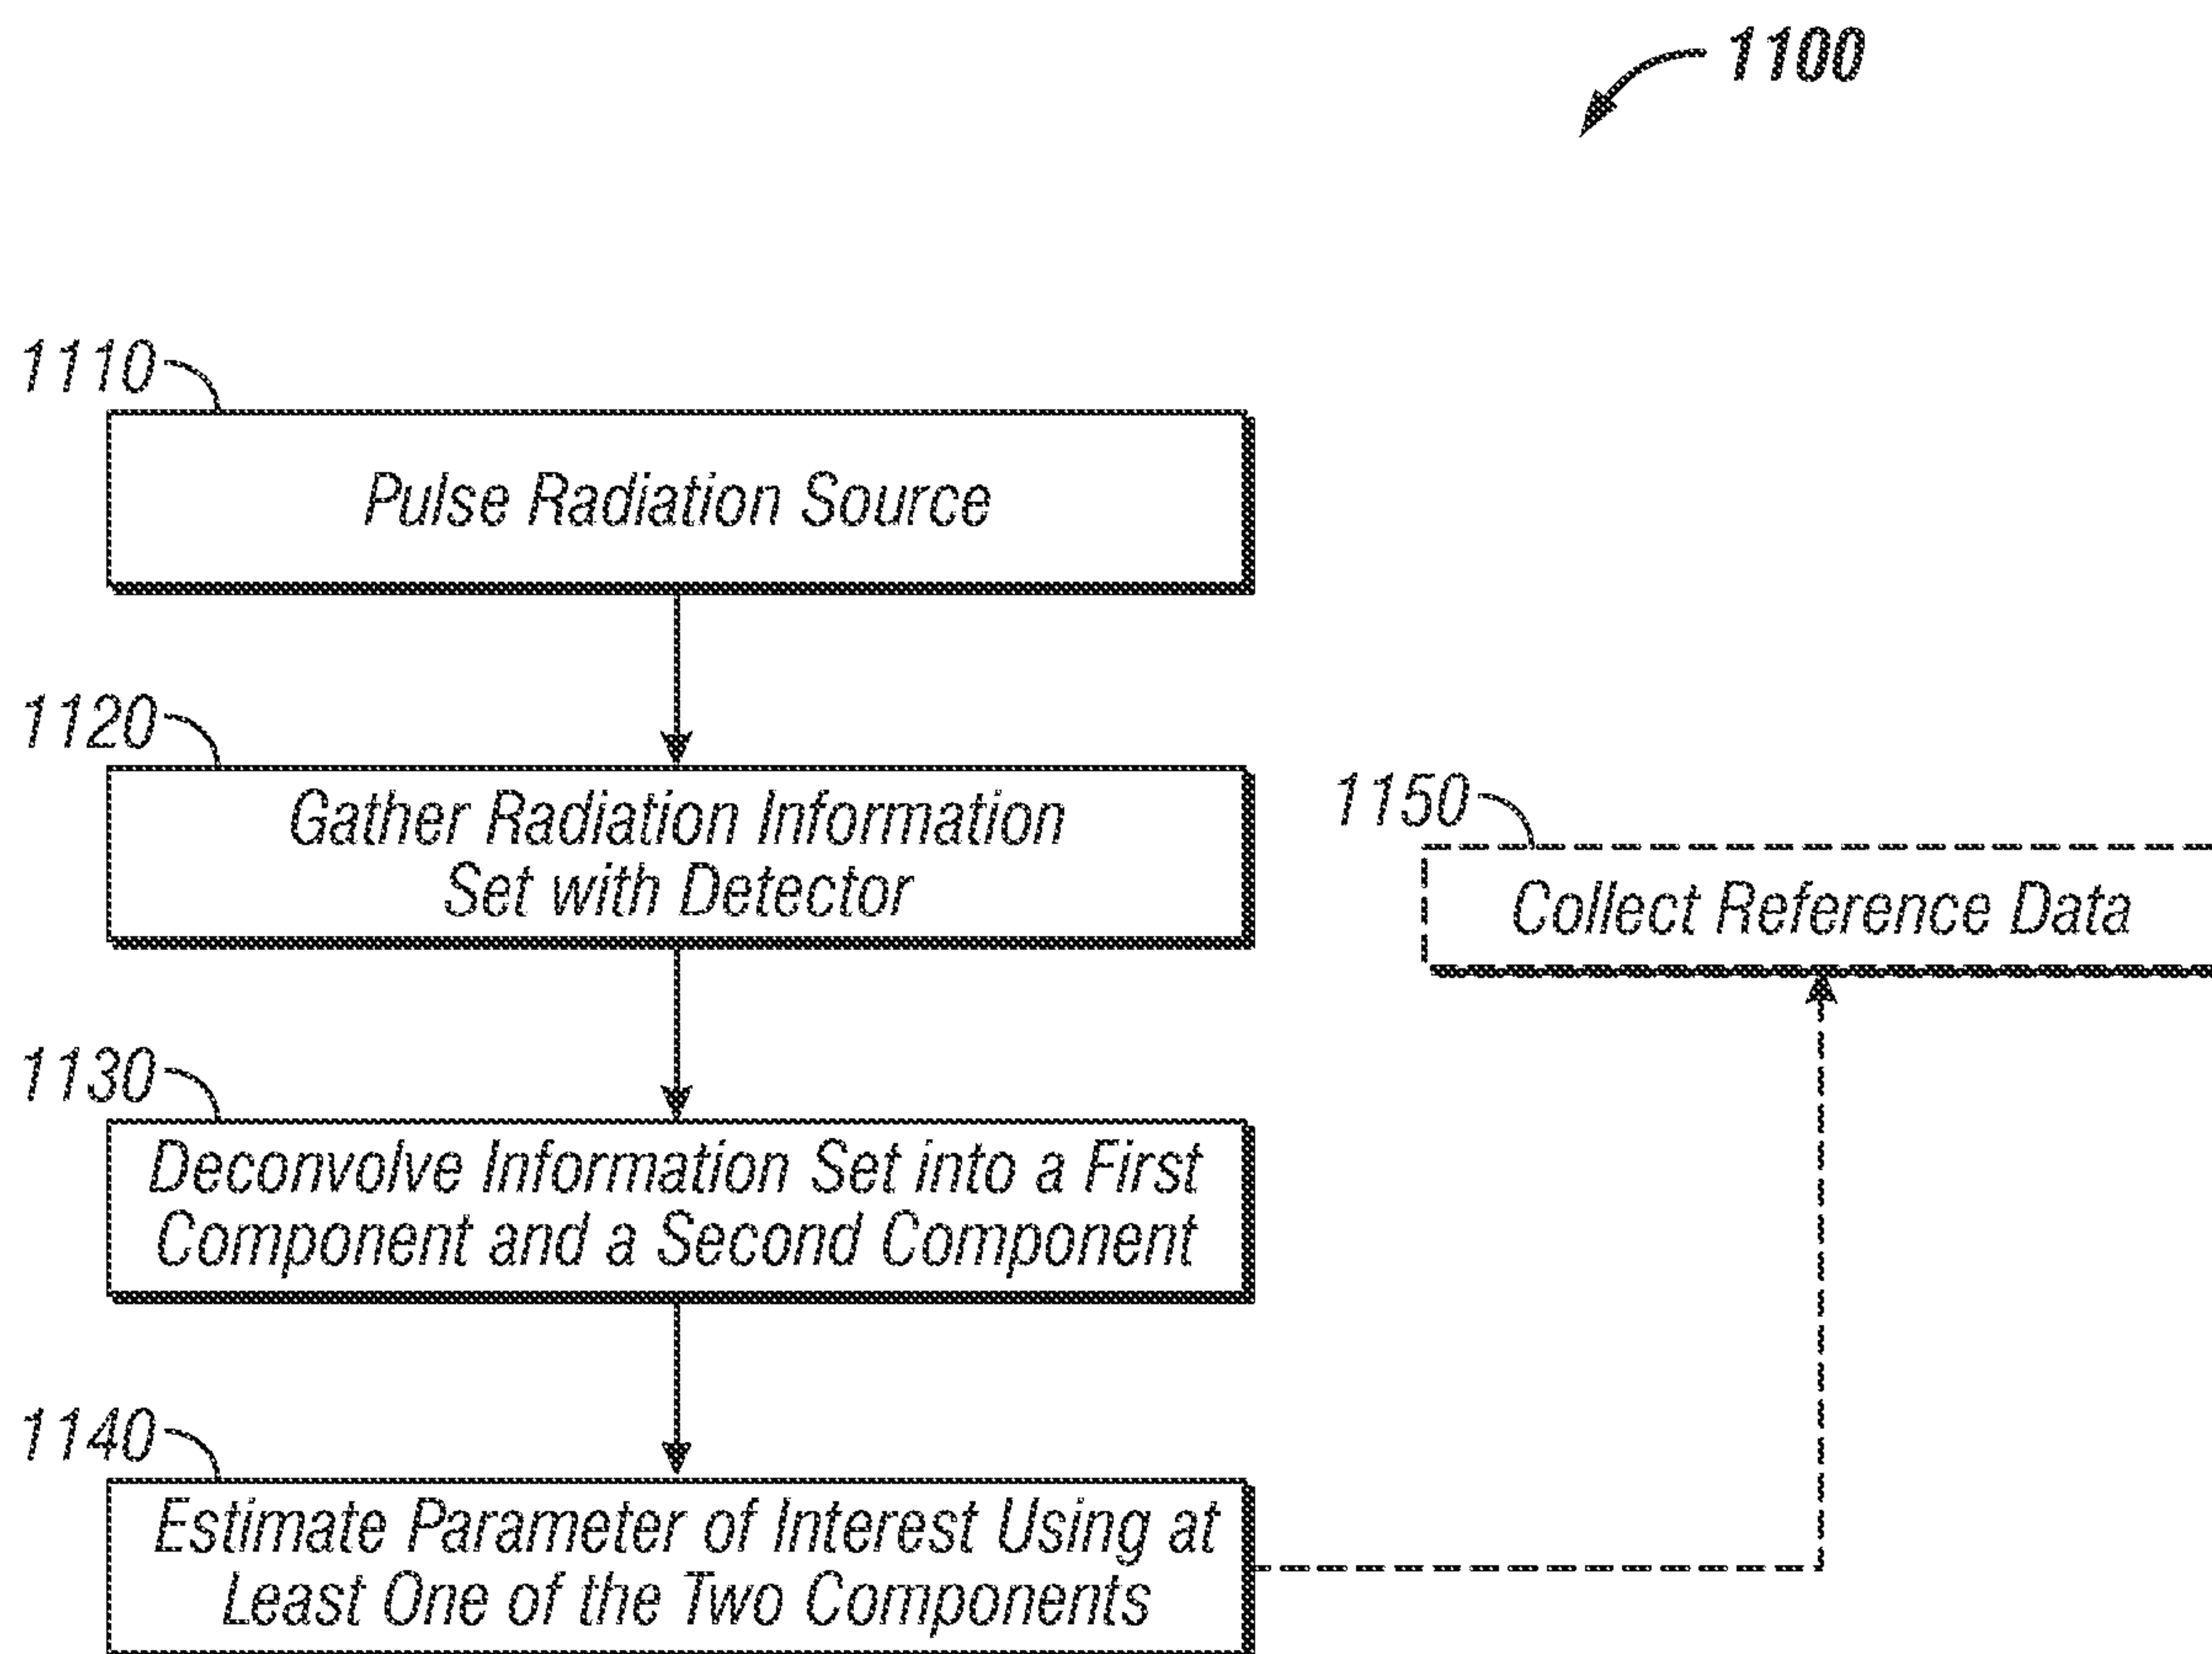 1100
1110
Pulse Radiation Source
1120
Gather Radiation Information
Set with Detector
1150
Collect Reference Data
1130
Deconvolve Information Set into a First
Component and a Second Component
1140
Estimate Parameter of Interest Using at
Least One of the Two Components